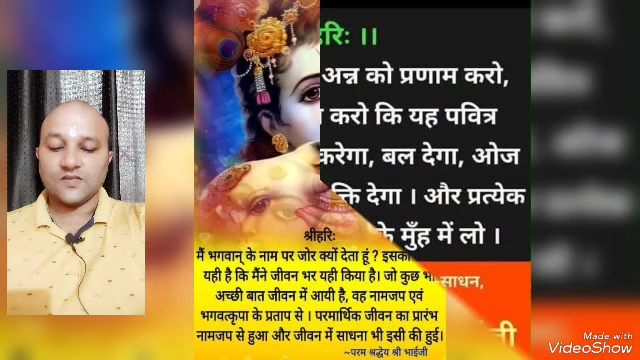 हरिः ।।
अन्न को प्रणाम करो,
करो कि यह पवित्र
करेगा, बल देगा, ओज
क्ति देगा । और प्रत्येक
के मुँह में लो ।
साधन,
श्रीहरिः
मैं भगवान् के नाम पर जोर क्यों देता हूं ? इसका
यही है कि मैंने जीवन भर यही किया है। जो कुछ भी
अच्छी बात जीवन में आयी है, वह नामजप एवं
भगवत्कृपा के प्रताप से । परमार्थिक जीवन का प्रारंभ
नामजप से हुआ और जीवन में साधना भी इसी की हुई।
~परम श्रद्धेय श्री भाईजी
Made with
VideoShow